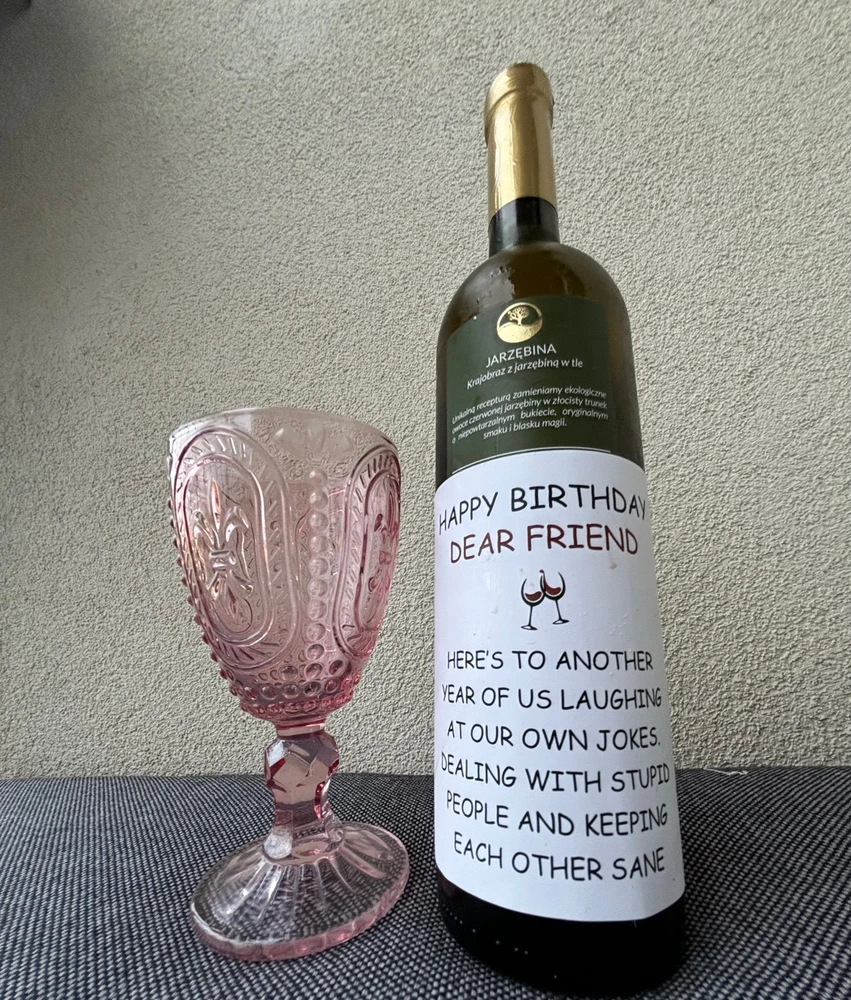 JARZĘBINA
Krajobraz z jarzębiną w tle
Unikalną recepturą zamieniamy ekologiczne
owoce czerwonej jarzębiny w złocisty trunek
o niepowtarzalnym bukiecie, oryginalnym
smaku i blasku magii.
HAPPY BIRTHDAY
DEAR FRIEND
HERE'S TO ANOTHER
YEAR OF US LAUGHING
AT OUR OWN JOKES.
DEALING WITH STUPID
PEOPLE AND KEEPING
EACH OTHER SANE